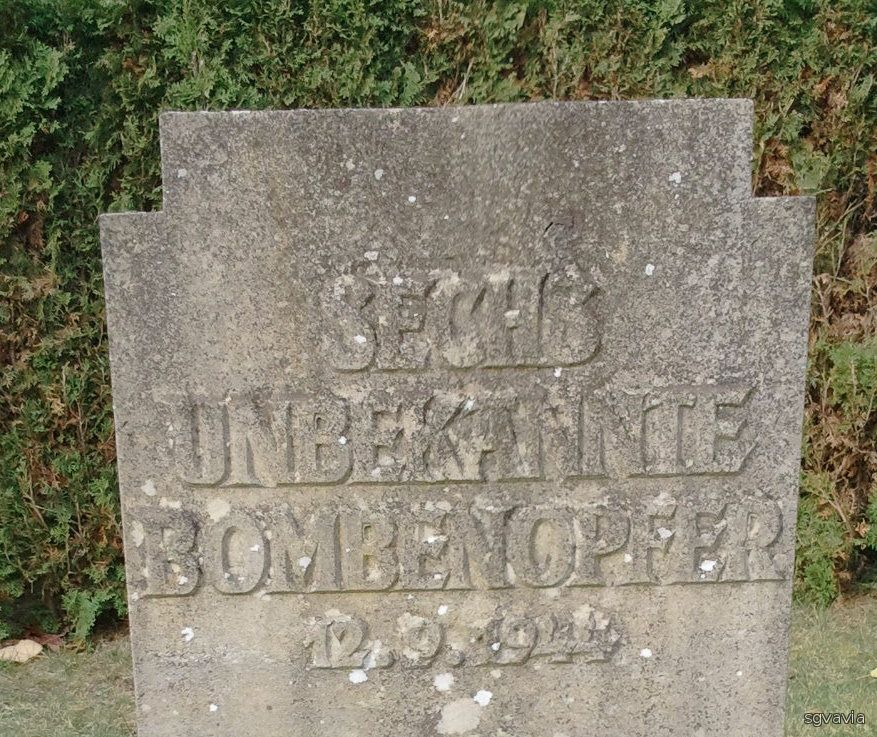 SECHS
UNBEKANNTE
BOMBENOPFER
12.9.1944
sgvavia